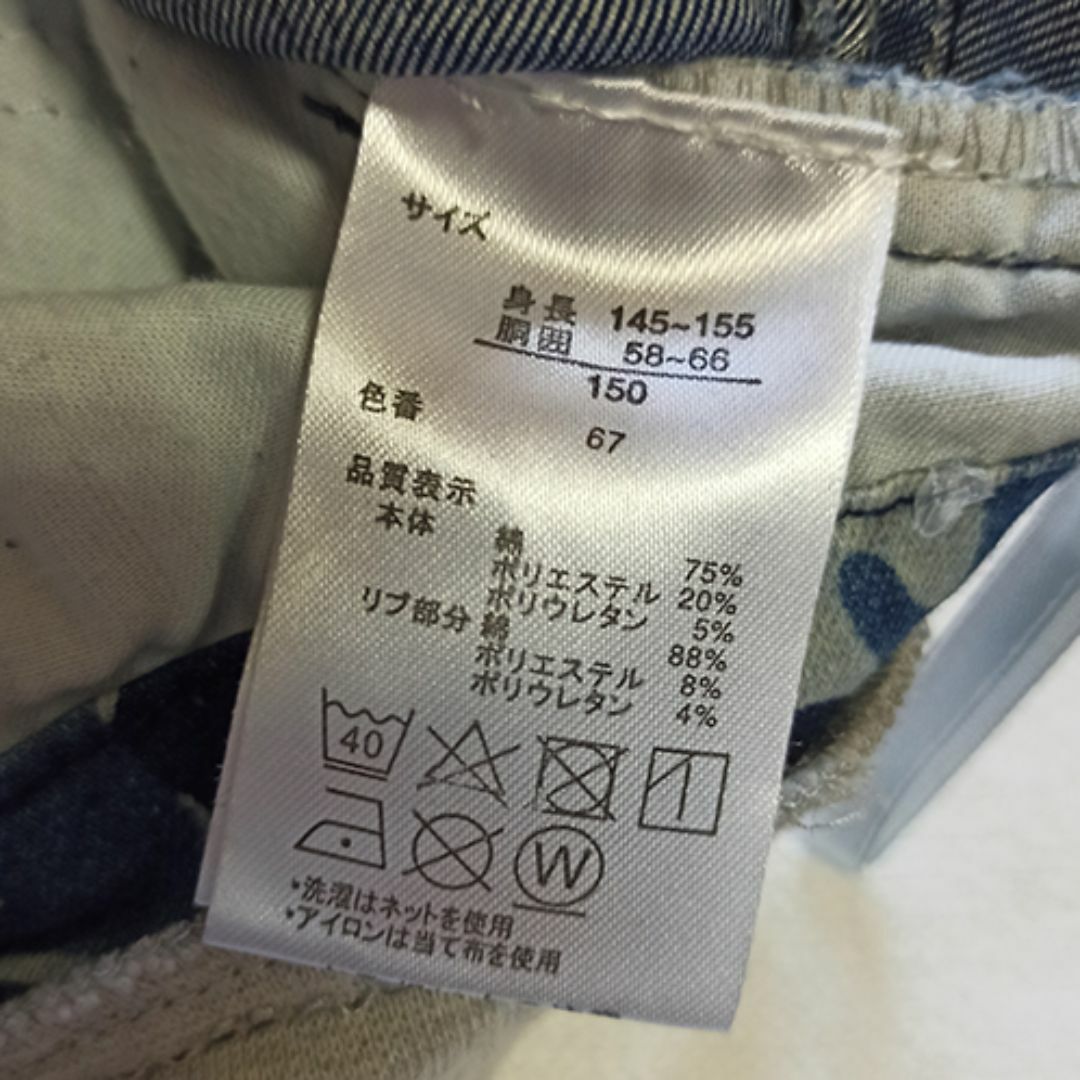 サイズ
身長 145~155
胴囲 58~66
150
色番 67
品質表示
本体 綿 75%
ポリエステル 20%
ポリウレタン 5%
リブ部分 綿 88%
ポリエステル 8%
ポリウレタン 4%
40
W
*洗濯はネットを使用
*アイロンは当て布を使用